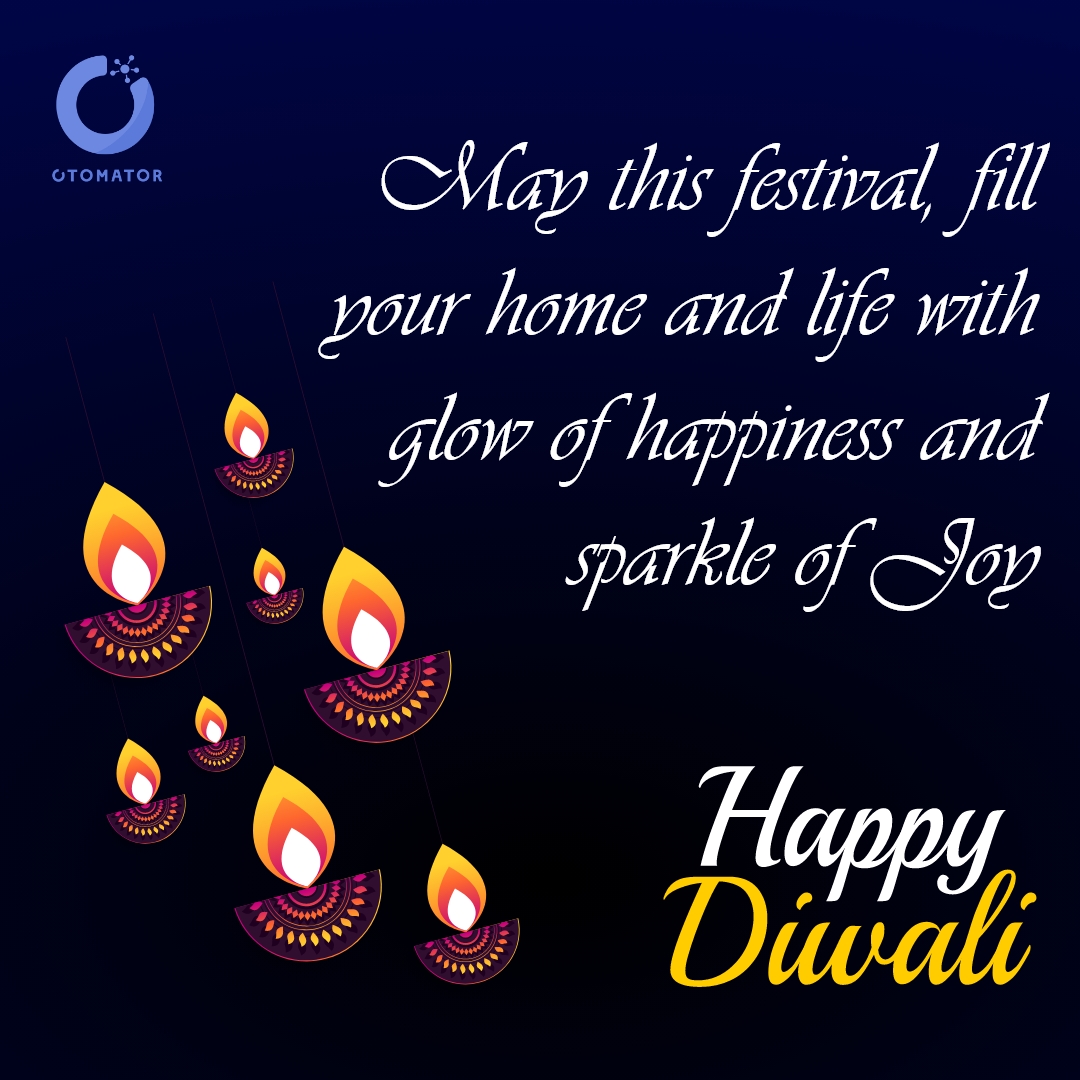 OTOMATOR
May this festival, fill
your home and life with
glow of happiness and
sparkle of Joy
Happy
Diwali